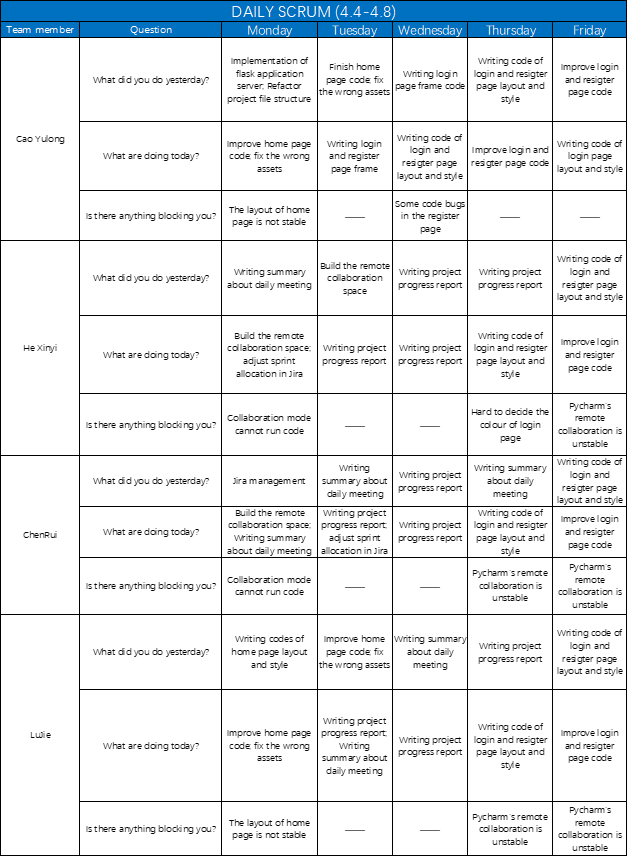 DAILY SCRUM (4.4-4.8)
Team member Question Monday Tuesday Wednesday Thursday Friday
Cao Yulong
What did you do yesterday?
Implementation of
flask application
server; Refactor
project file structure
Finish home
page code; fix
the wrong assets
Writing login
page frame code
Writing code of
login and resigter
page layout and
style
Improve login
and resigter
page code
What are doing today?
Improve home page
code; fix the wrong
assets
Writing login
and register
page frame
Writing code of
login and
resigter page
layout and style
Improve login and
resigter page code
Writing code of
login page
layout and style
Is there anything blocking you?
The layout of home
page is not stable
——
Some code bugs
in the register
page
——
——
He Xinyi
What did you do yesterday?
Writing summary
about daily meeting
Build the remote
collaboration
space
Writing project
progress report
Writing project
progress report
Writing code of
login and
resigter page
layout and style
What are doing today?
Build the remote
collaboration space;
adjust sprint
allocation in Jira
Writing project
progress report
Writing project
progress report
Writing code of
login and resigter
page layout and
style
Improve login
and resigter
page code
Is there anything blocking you?
Collaboration mode
cannot run code
——
——
Hard to decide the
colour of login
page
Pycharm's
remote
collaboration is
unstable
ChenRui
What did you do yesterday?
Jira management
Writing
summary about
daily meeting
Writing project
progress report
Writing summary
about daily
meeting
Writing code of
login and
resigter page
layout and style
What are doing today?
Build the remote
collaboration space;
Writing summary
about daily meeting
Writing project
progress report;
adjust sprint
allocation in Jira
Writing project
progress report
Writing code of
login and resigter
page layout and
style
Improve login
and resigter
page code
Is there anything blocking you?
Collaboration mode
cannot run code
——
——
Pycharm's remote
collaboration is
unstable
Pycharm's
remote
collaboration is
unstable
LuJie
What did you do yesterday?
Writing codes of
home page layout
and style
Improve home
page code; fix
the wrong assets
Writing summary
about daily
meeting
Writing project
progress report
Writing code of
login and
resigter page
layout and style
What are doing today?
Improve home page
code; fix the wrong
assets
Writing project
progress report;
Writing
summary about
daily meeting
Writing project
progress report
Writing code of
login and resigter
page layout and
style
Improve login
and resigter
page code
Is there anything blocking you?
The layout of home
page is not stable
——
——
Pycharm's remote
collaboration is
unstable
Pycharm's
remote
collaboration is
unstable